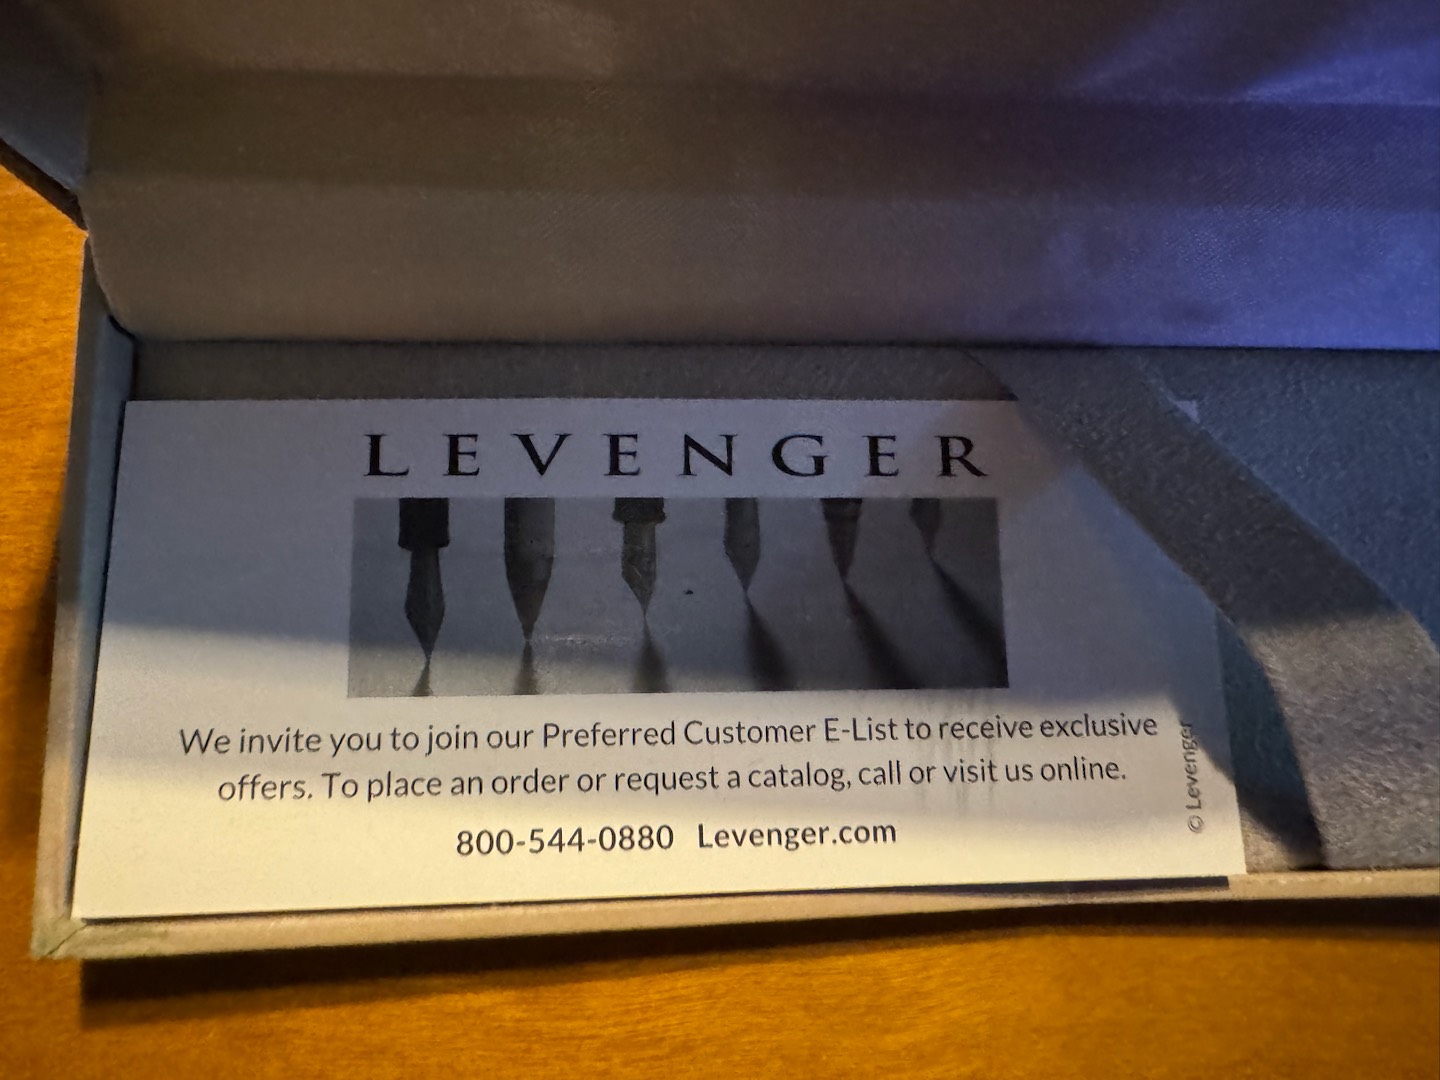 LEVENGER
We invite you to join our Preferred Customer E-List to receive exclusive
offers. To place an order or request a catalog, call or visit us online.
800-544-0880 Levenger.com
© Levenger